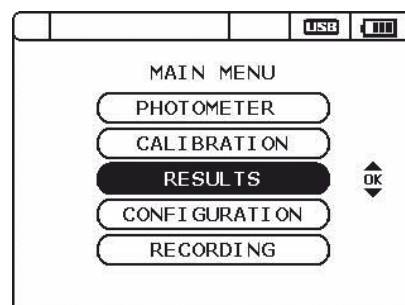 USB
MAIN MENU
PHOTOMETER
CALIBRATION
RESULTS
OK
CONFIGURATION
RECORDING